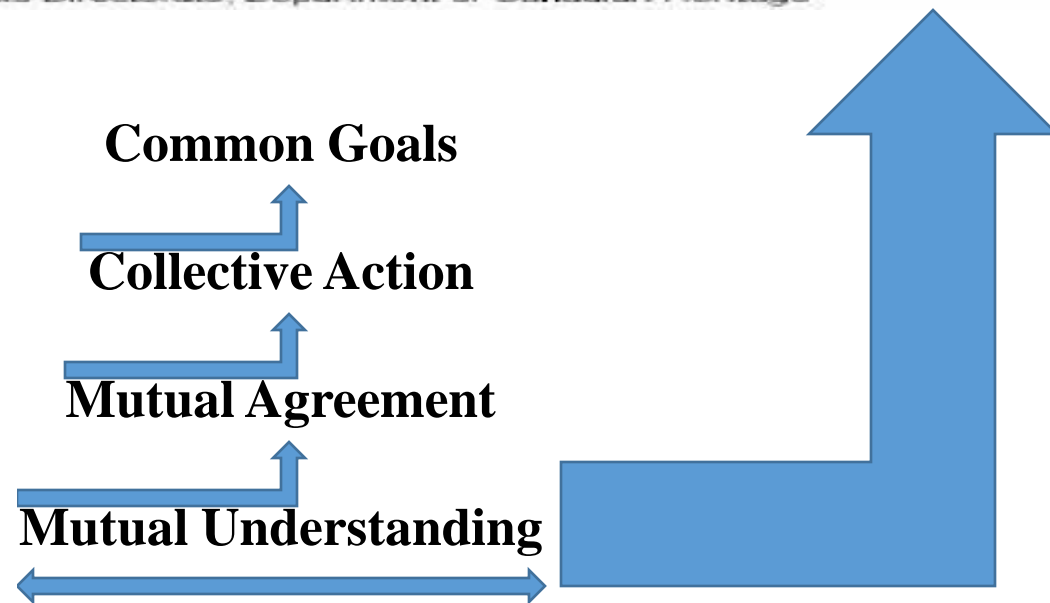 Common Goals
Collective Action
Mutual Agreement
Mutual Understanding